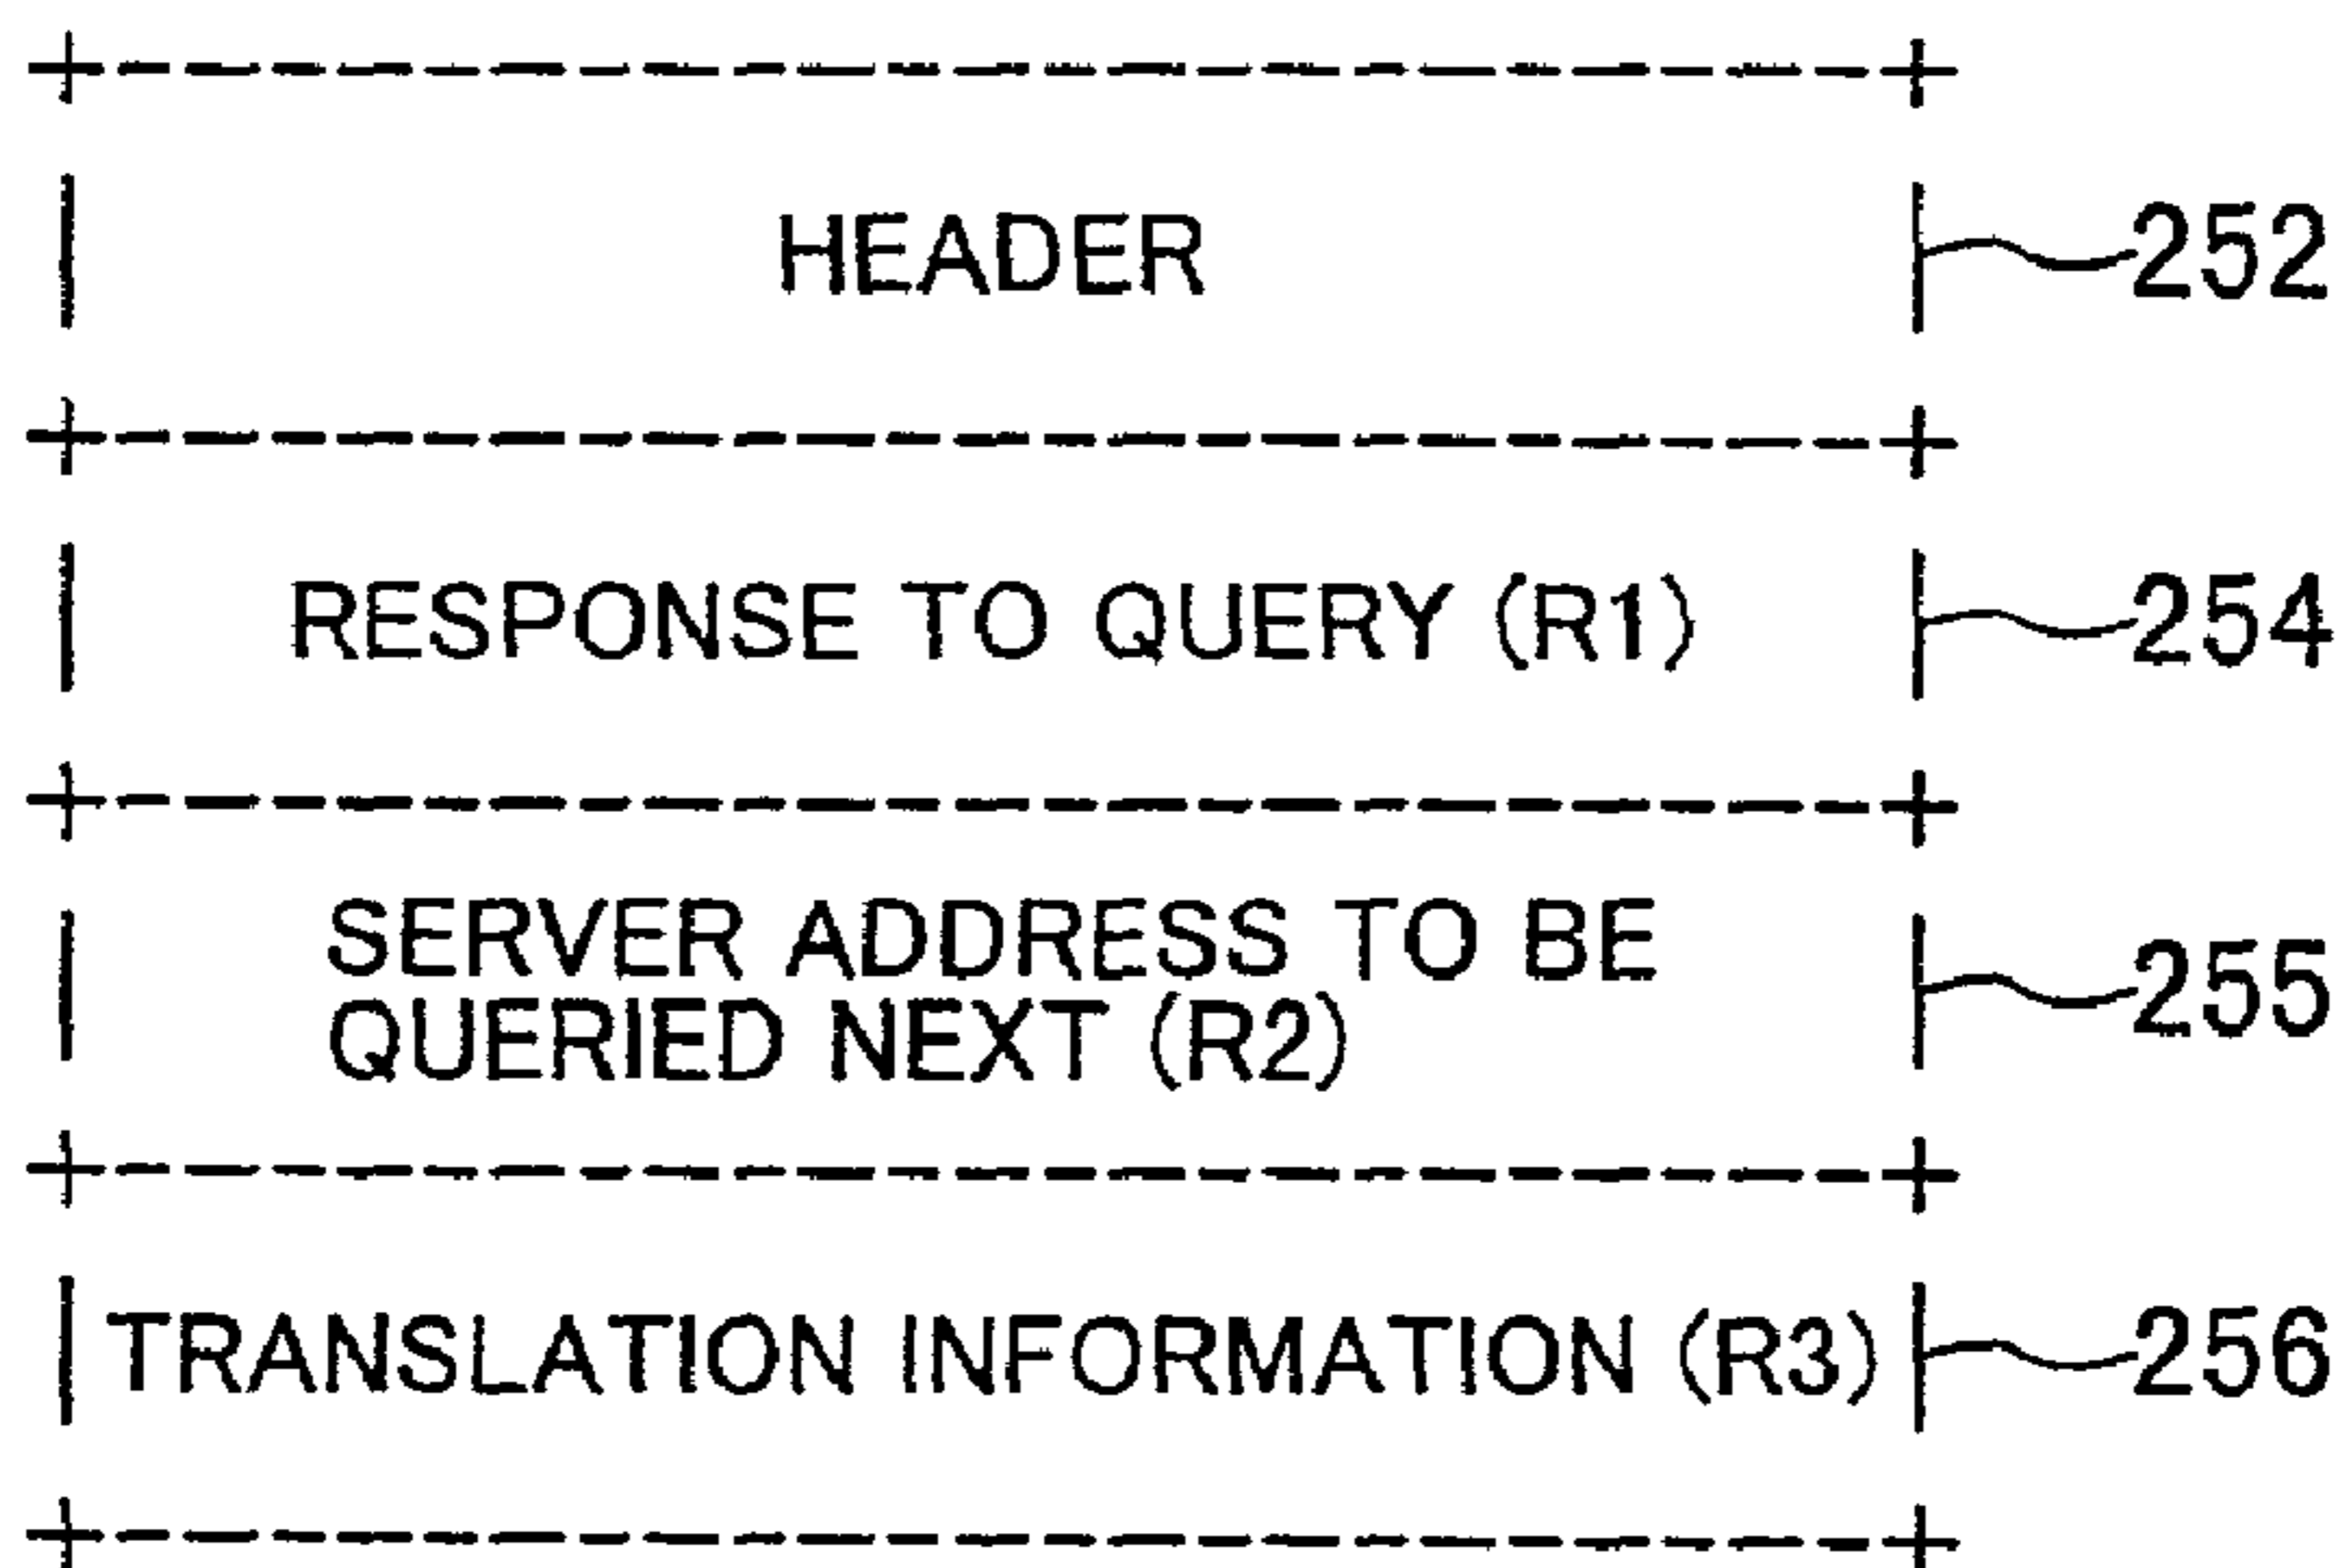 HEADER 252
RESPONSE TO QUERY (R1) 254
SERVER ADDRESS TO BE
QUERIED NEXT (R2) 255
TRANSLATION INFORMATION (R3) 256